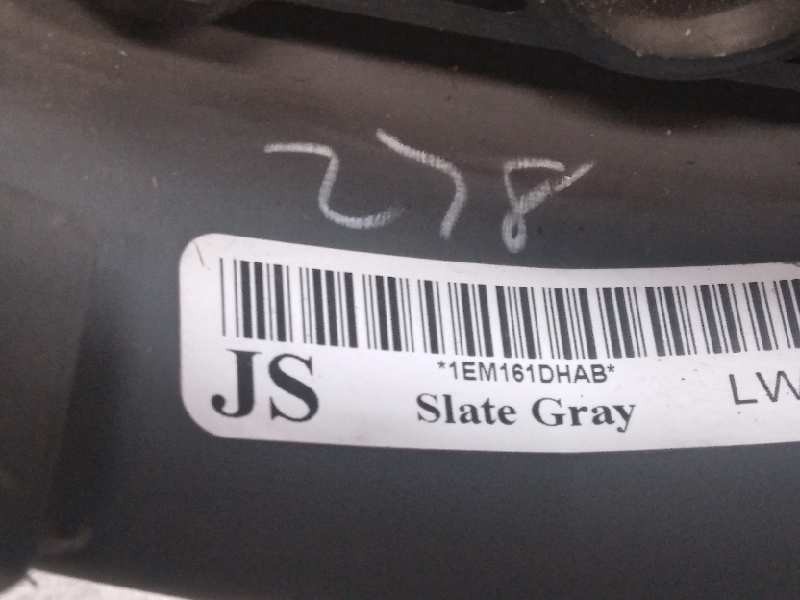 278
*1EM161DHAB*
JS
Slate Gray
LW